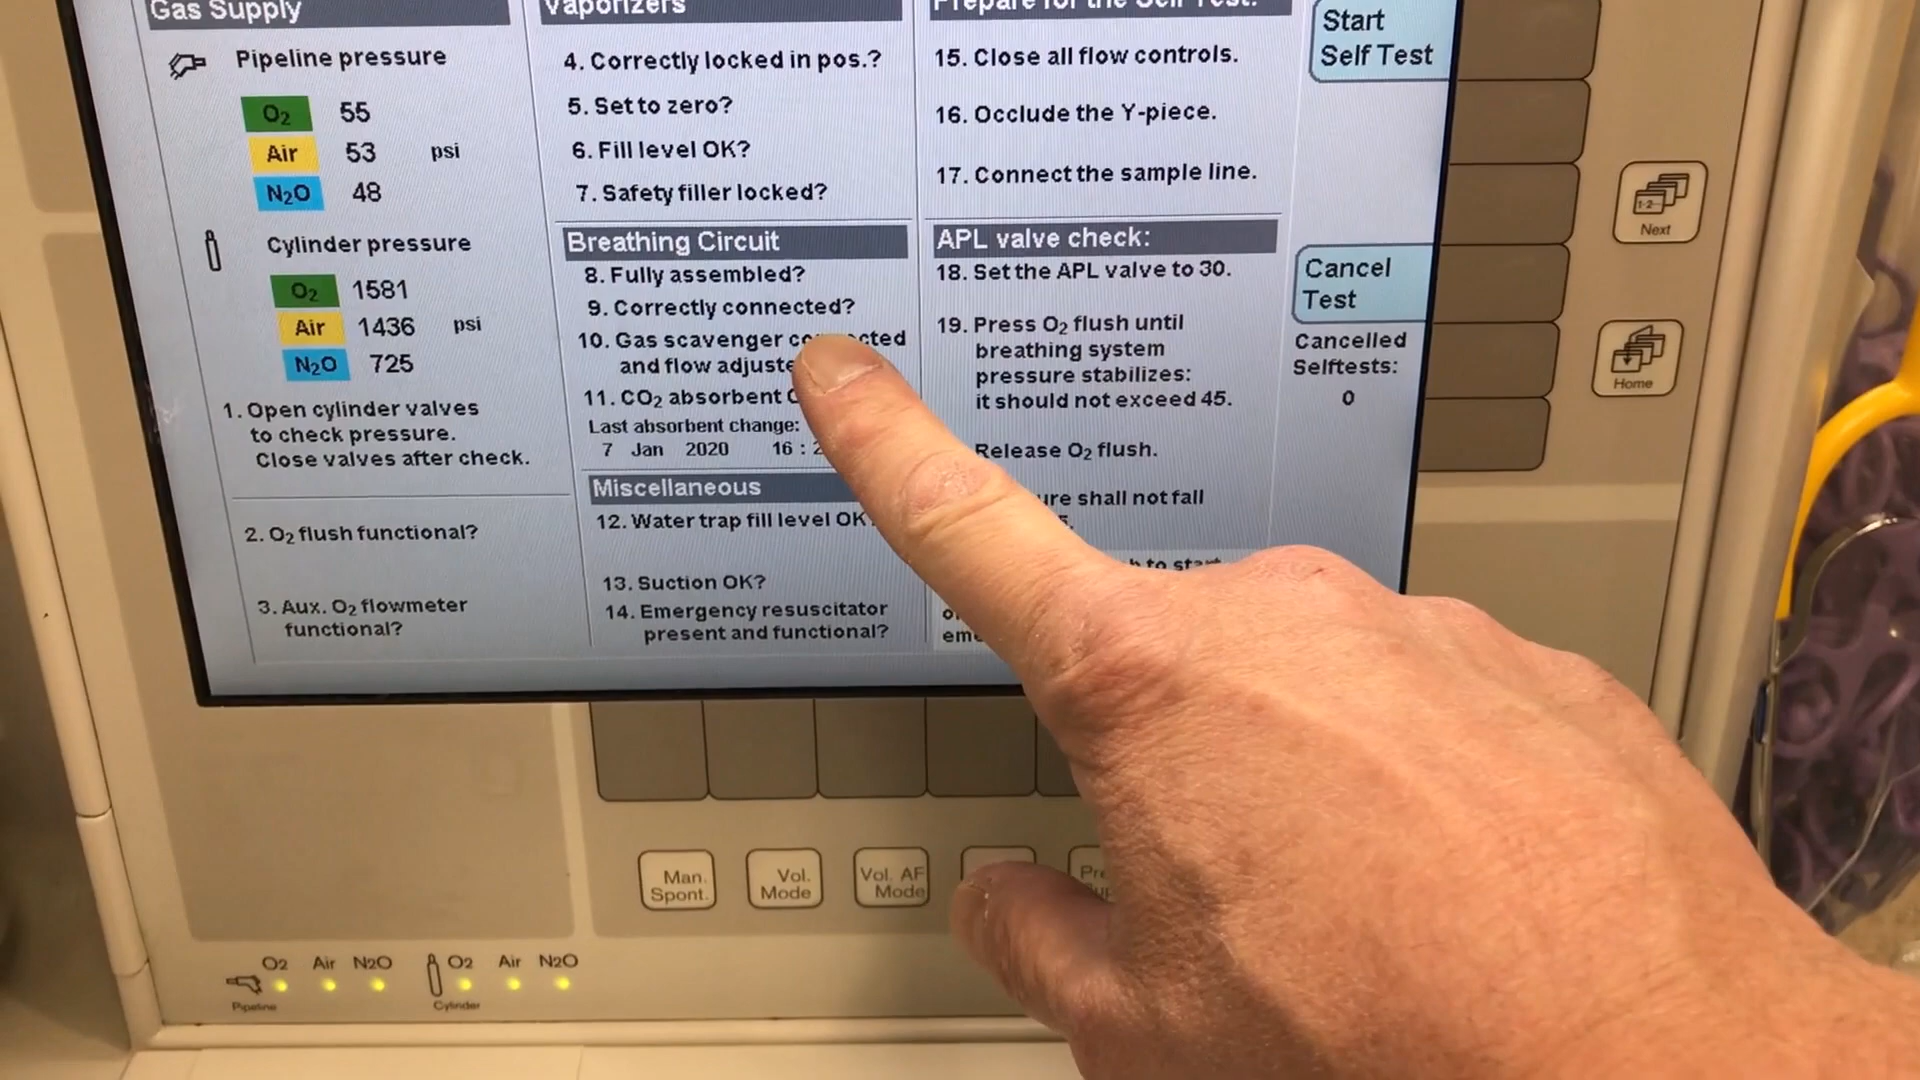 Gas Supply
Pipeline pressure
O2 55
Air 53 psi
N2O 48
Cylinder pressure
O2 1581
Air 1436 psi
N2O 725
1. Open cylinder valves
to check pressure.
Close valves after check.
2. O2 flush functional?
3. Aux. O2 flowmeter
functional?
Vaporizers
4. Correctly locked in pos.?
5. Set to zero?
6. Fill level OK?
7. Safety filler locked?
Breathing Circuit
8. Fully assembled?
9. Correctly connected?
10. Gas scavenger
and flow
11. CO2 absorbent
Last absorbent change:
7 Jan 2020 16 :
Miscellaneous
12. Water trap fill level OK
13. Suction OK?
14. Emergency resuscitator
present and functional?
Prepare for the Self Test:
15. Close all flow controls.
16. Occlude the Y-piece.
17. Connect the sample line.
APL valve check:
18. Set the APL valve to 30.
19. Press O2 flush until
breathing system
pressure stabilizes:
it should not exceed 45.
Release O2 flush.
shall not fall
to
Start
Self Test
Cancel
Test
Cancelled
Selftests:
0
1-2-
Next
Home
Man.
Spont.
Vol.
Mode
Vol. AF
Mode
O2 Air N2O
Pipeline
O2 Air N2O
Cylinder